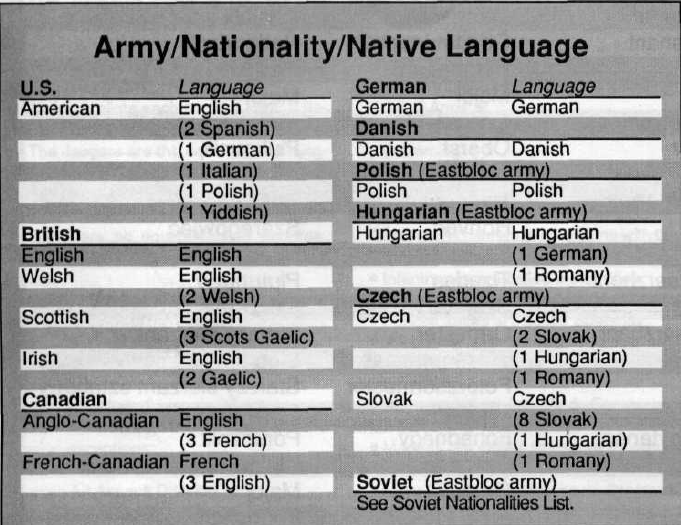 Army/Nationality/Native Language
U.S. Language
American English
(2 Spanish)
(1 German)
(1 Italian)
(1 Polish)
(1 Yiddish)
British
English English
Welsh English
(2 Welsh)
Scottish English
(3 Scots Gaelic)
Irish English
(2 Gaelic)
Canadian
Anglo-Canadian English
(3 French)
French-Canadian French
(3 English)
German Language
German German
Danish
Danish Danish
Polish (Eastbloc army)
Polish Polish
Hungarian (Eastbloc army)
Hungarian Hungarian
(1 German)
(1 Romany)
Czech (Eastbloc army)
Czech Czech
(2 Slovak)
(1 Hungarian)
(1 Romany)
Slovak Czech
(8 Slovak)
(1 Hungarian)
(1 Romany)
Soviet (Eastbloc army)
See Soviet Nationalities List.